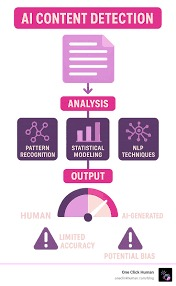 AI CONTENT DETECTION
ANALYSIS
PATTERN
RECOGNITION
STATISTICAL
MODELING
NLP
TECHNIQUES
OUTPUT
HUMAN
AI-GENERATED
LIMITED
ACCURACY
POTENTIAL BIAS
One Click Human